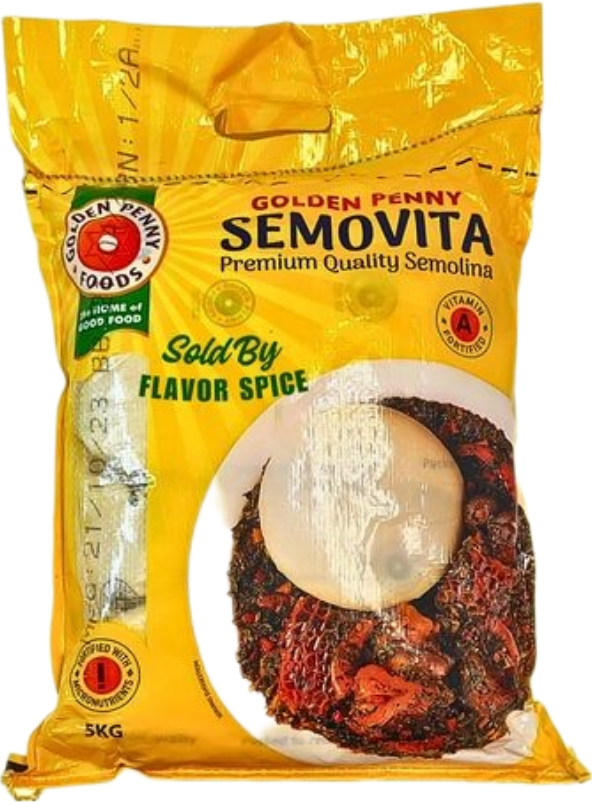 GOLDEN PENNY
SEMOVITA
Premium Quality Semolina
GOLDEN PENNY
FOODS
The HOME of
GOOD FOOD
VITAMIN
A
FORTIFIED
Sold By
FLAVOR SPICE
FORTIFIED WITH
MICRONUTRIENTS
5KG